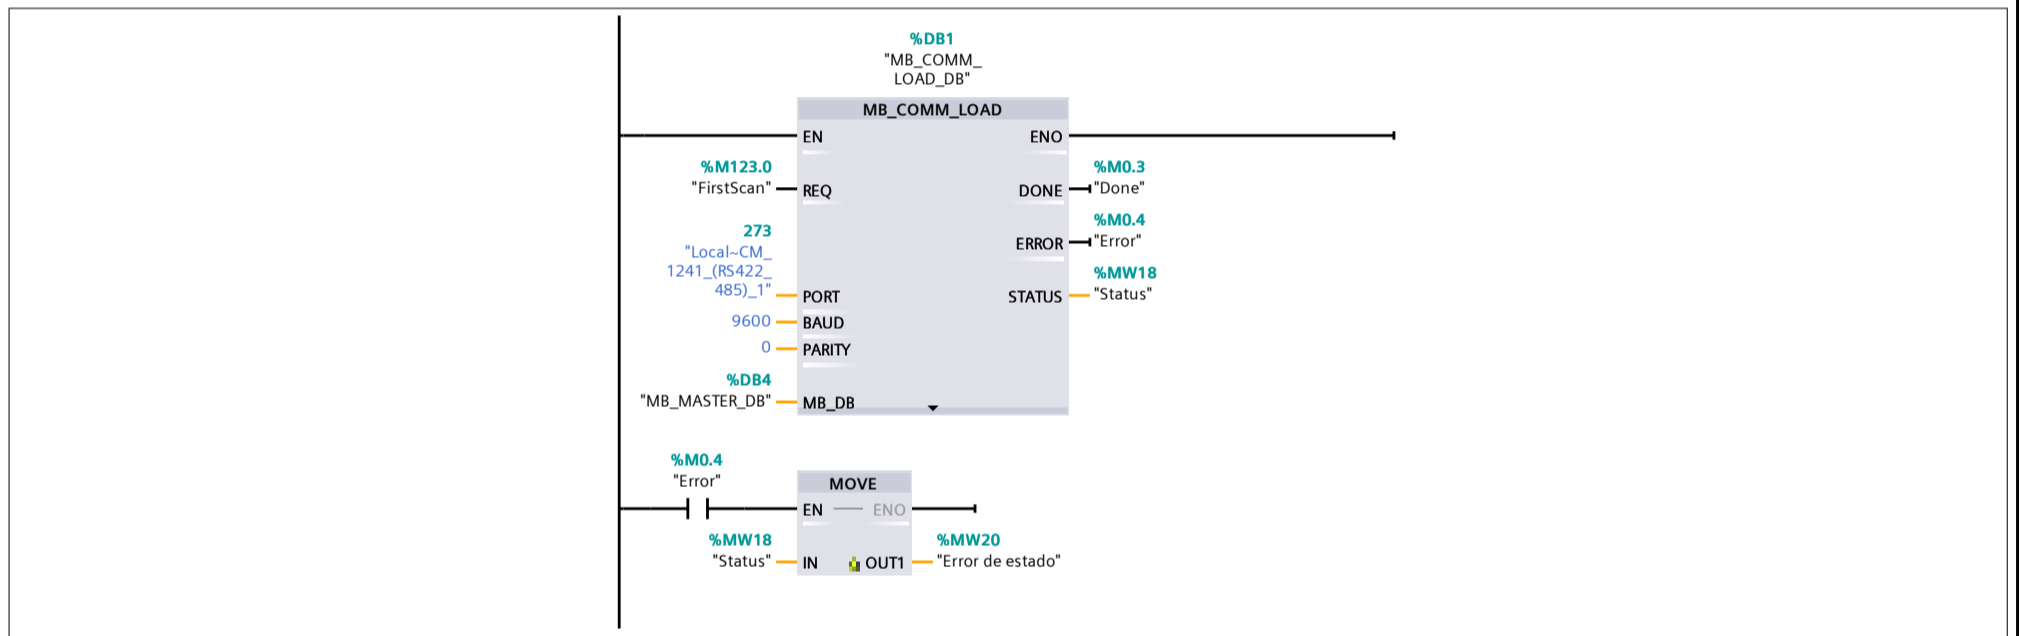 %DB1
"MB_COMM_
LOAD_DB"
MB_COMM_LOAD
EN
ENO
%M123.0
"FirstScan"
REQ
%M0.3
DONE
"Done"
273
"Local~CM_
1241_(RS422_
485)_1"
PORT
%M0.4
ERROR
"Error"
%MW18
STATUS
"Status"
9600
BAUD
0
PARITY
%DB4
"MB_MASTER_DB"
MB_DB
%M0.4
"Error"
MOVE
EN
ENO
%MW18
"Status"
IN
OUT1
%MW20
"Error de estado"